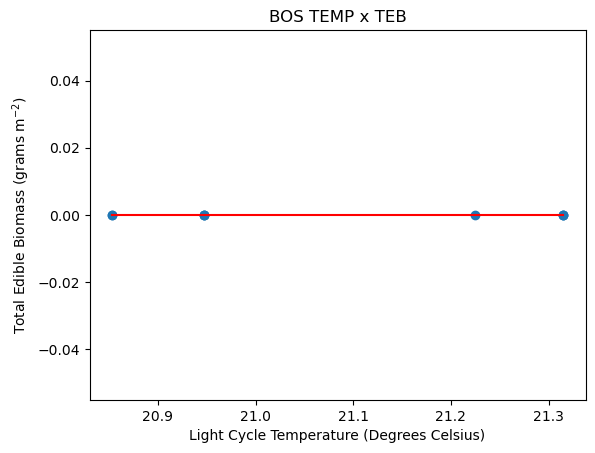 BOS TEMP x TEB
0.04
0.02
0.00
−0.02
−0.04
Total Edible Biomass (grams m⁻²)
20.9 21.0 21.1 21.2 21.3
Light Cycle Temperature (Degrees Celsius)